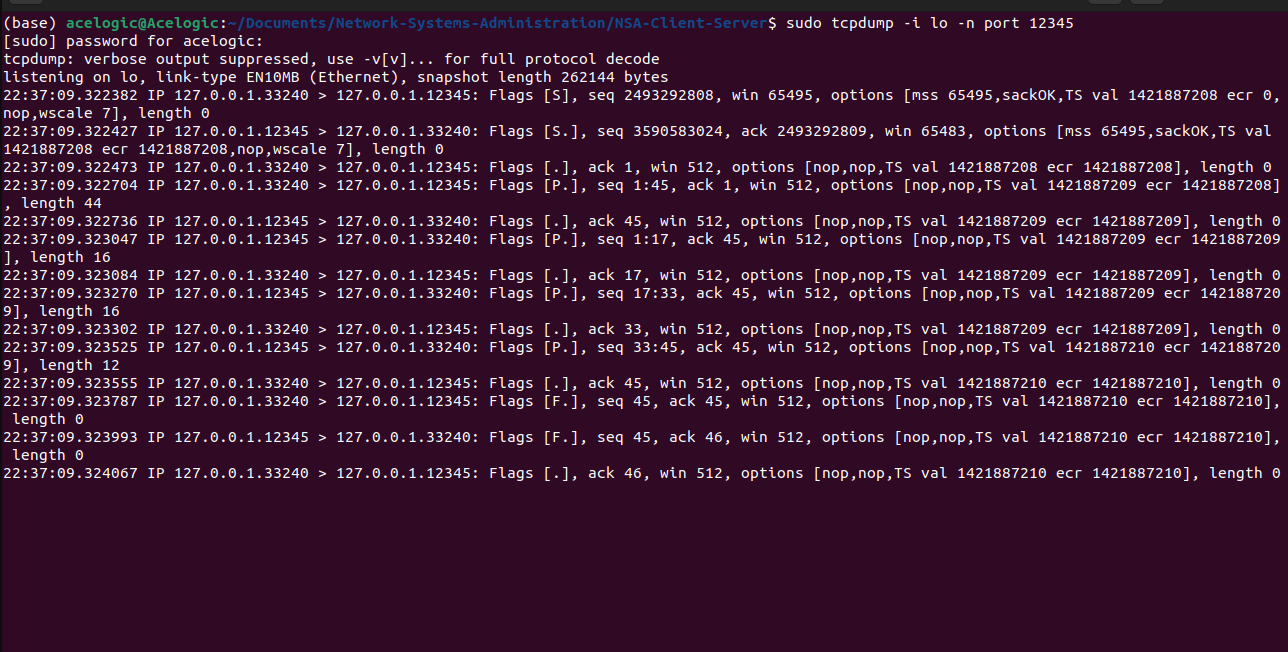 (base) acelogic@Acelogic:~/Documents/Network-Systems-Administration/NSA-Client-Server$ sudo tcpdump -i lo -n port 12345
[sudo] password for acelogic:
tcpdump: verbose output suppressed, use -v[v]... for full protocol decode
listening on lo, link-type EN10MB (Ethernet), snapshot length 262144 bytes
22:37:09.322382 IP 127.0.0.1.33240 > 127.0.0.1.12345: Flags [S], seq 2493292808, win 65495, options [mss 65495,sackOK,TS val 1421887208 ecr 0,
nop,wscale 7], length 0
22:37:09.322427 IP 127.0.0.1.12345 > 127.0.0.1.33240: Flags [S.], seq 3590583024, ack 2493292809, win 65483, options [mss 65495,sackOK,TS val
1421887208 ecr 1421887208,nop,wscale 7], length 0
22:37:09.322473 IP 127.0.0.1.33240 > 127.0.0.1.12345: Flags [.], ack 1, win 512, options [nop,nop,TS val 1421887208 ecr 1421887208], length 0
22:37:09.322704 IP 127.0.0.1.33240 > 127.0.0.1.12345: Flags [P.], seq 1:45, ack 1, win 512, options [nop,nop,TS val 1421887209 ecr 1421887208]
, length 44
22:37:09.322736 IP 127.0.0.1.12345 > 127.0.0.1.33240: Flags [.], ack 45, win 512, options [nop,nop,TS val 1421887209 ecr 1421887209], length 0
22:37:09.323047 IP 127.0.0.1.12345 > 127.0.0.1.33240: Flags [P.], seq 1:17, ack 45, win 512, options [nop,nop,TS val 1421887209 ecr 1421887209
], length 16
22:37:09.323084 IP 127.0.0.1.33240 > 127.0.0.1.12345: Flags [.], ack 17, win 512, options [nop,nop,TS val 1421887209 ecr 1421887209], length 0
22:37:09.323270 IP 127.0.0.1.12345 > 127.0.0.1.33240: Flags [P.], seq 17:33, ack 45, win 512, options [nop,nop,TS val 1421887209 ecr 142188720
9], length 16
22:37:09.323302 IP 127.0.0.1.33240 > 127.0.0.1.12345: Flags [.], ack 33, win 512, options [nop,nop,TS val 1421887209 ecr 1421887209], length 0
22:37:09.323525 IP 127.0.0.1.12345 > 127.0.0.1.33240: Flags [P.], seq 33:45, ack 45, win 512, options [nop,nop,TS val 1421887210 ecr 142188720
9], length 12
22:37:09.323555 IP 127.0.0.1.33240 > 127.0.0.1.12345: Flags [.], ack 45, win 512, options [nop,nop,TS val 1421887210 ecr 1421887210], length 0
22:37:09.323787 IP 127.0.0.1.33240 > 127.0.0.1.12345: Flags [F.], seq 45, ack 45, win 512, options [nop,nop,TS val 1421887210 ecr 1421887210],
length 0
22:37:09.323993 IP 127.0.0.1.12345 > 127.0.0.1.33240: Flags [F.], seq 45, ack 46, win 512, options [nop,nop,TS val 1421887210 ecr 1421887210],
length 0
22:37:09.324067 IP 127.0.0.1.33240 > 127.0.0.1.12345: Flags [.], ack 46, win 512, options [nop,nop,TS val 1421887210 ecr 1421887210], length 0